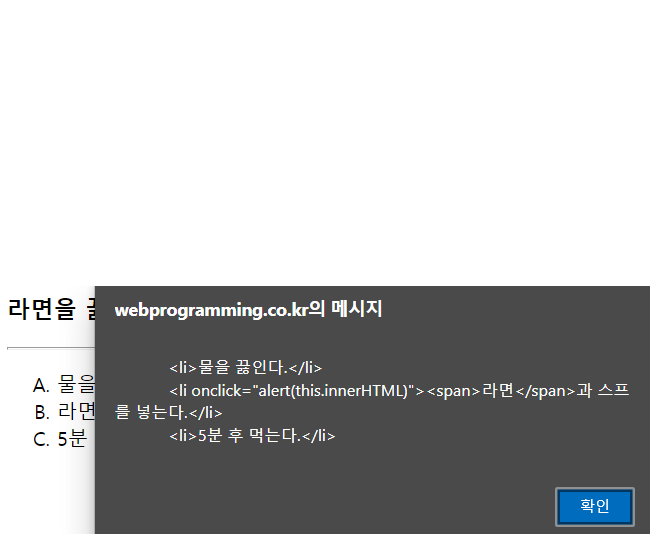 라면을
webprogramming.co.kr의 메시지
<li>물을 끓인다.</li>
<li onclick="alert(this.innerHTML)"><span>라면</span>과 스프
를 넣는다.</li>
<li>5분 후 먹는다.</li>
A. 물을
B. 라면
C. 5분
확인